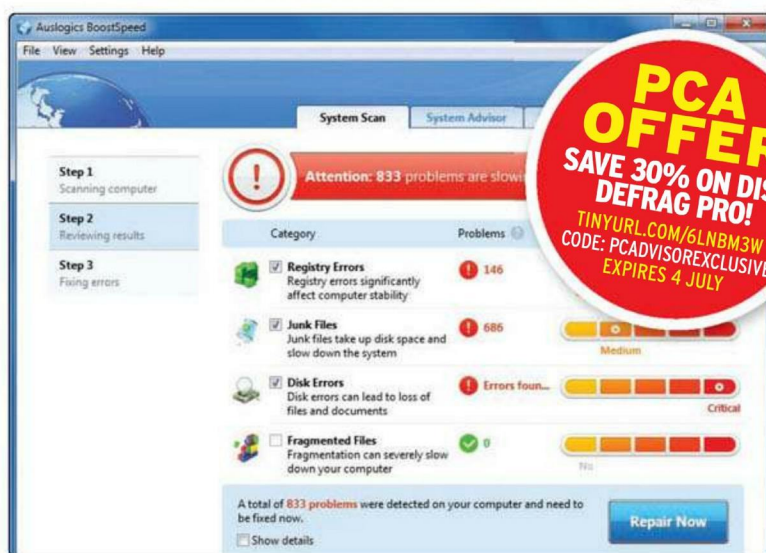 Auslogics BoostSpeed
File View Settings Help
System Scan
System Advisor
PCA
OFFER
SAVE 30% ON DIS
DEFRAG PRO!
TINYURL.COM/6LNBM3W
CODE: PCADVISOREXCLUSIVE
EXPIRES 4 JULY
Step 1
Scanning computer
Step 2
Reviewing results
Step 3
Fixing errors
Attention: 833 problems are slowi
Category
Problems
Registry Errors
Registry errors significantly
affect computer stability
146
Junk Files
Junk files take up disk space and
slow down the system
686
Medium
Disk Errors
Disk errors can lead to loss of
files and documents
Errors foun...
Critical
Fragmented Files
Fragmentation can severely slow
down your computer
0
No
A total of 833 problems were detected on your computer and need to
be fixed now.
Show details
Repair Now